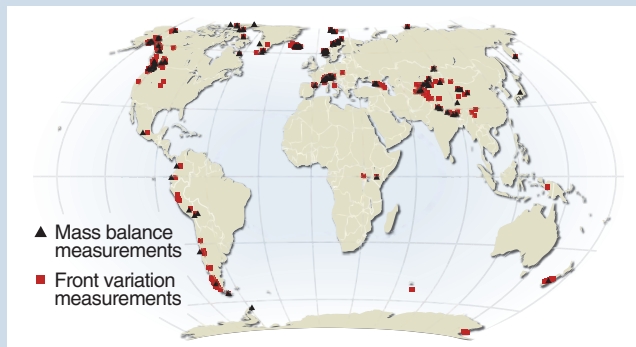 Mass balance
measurements
Front variation
measurements